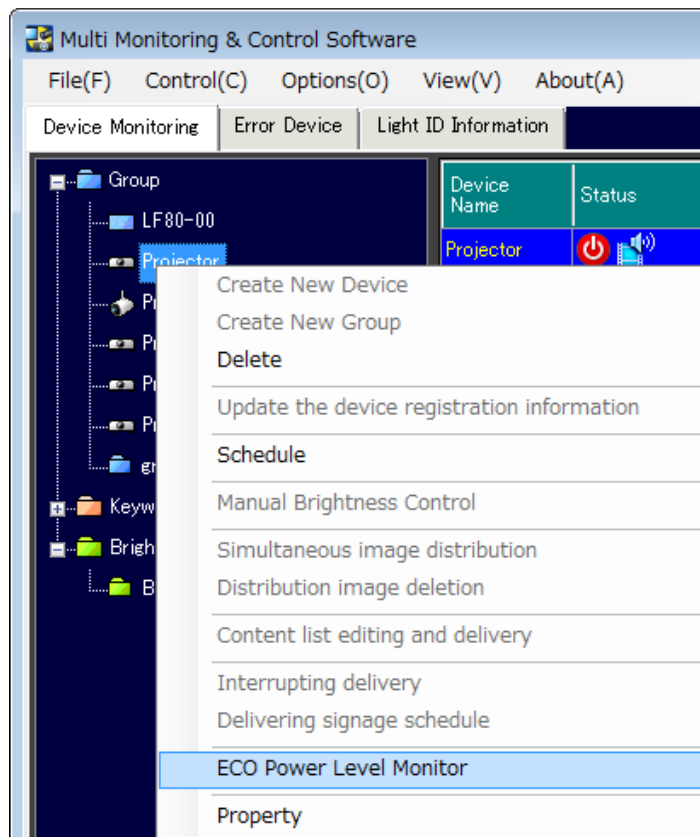 Multi Monitoring & Control Software
File(F) Control(C) Options(O) View(V) About(A)
Device Monitoring Error Device Light ID Information
Group
LF80-00
Projector
Device Name Status
Projector
Create New Device
Create New Group
Delete
Update the device registration information
Schedule
Manual Brightness Control
Simultaneous image distribution
Distribution image deletion
Content list editing and delivery
Interrupting delivery
Delivering signage schedule
ECO Power Level Monitor
Property